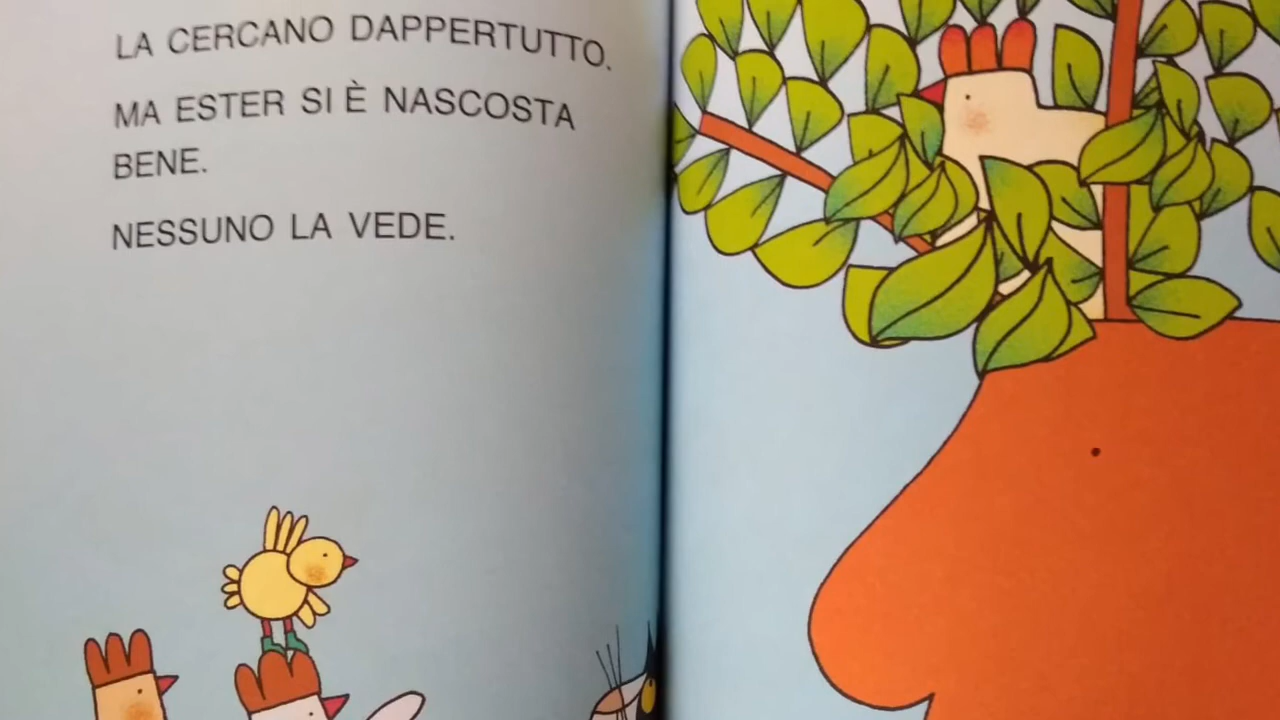 LA CERCANO DAPPERTUTTO.
MA ESTER SI È NASCOSTA
BENE.
NESSUNO LA VEDE.